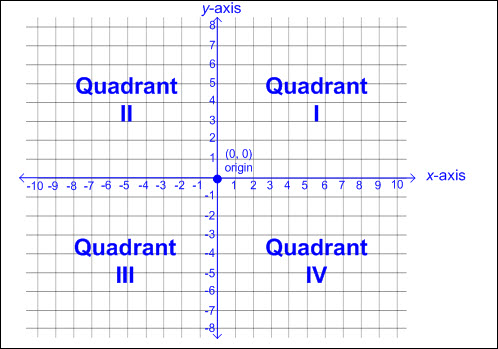 y-axis
8
7
6
5
4
3
2
1
Quadrant
II
Quadrant
I
(0, 0)
origin
x-axis
-10 -9 -8 -7 -6 -5 -4 -3 -2 -1 1 2 3 4 5 6 7 8 9 10
-1
-2
-3
-4
-5
-6
-7
-8
Quadrant
III
Quadrant
IV